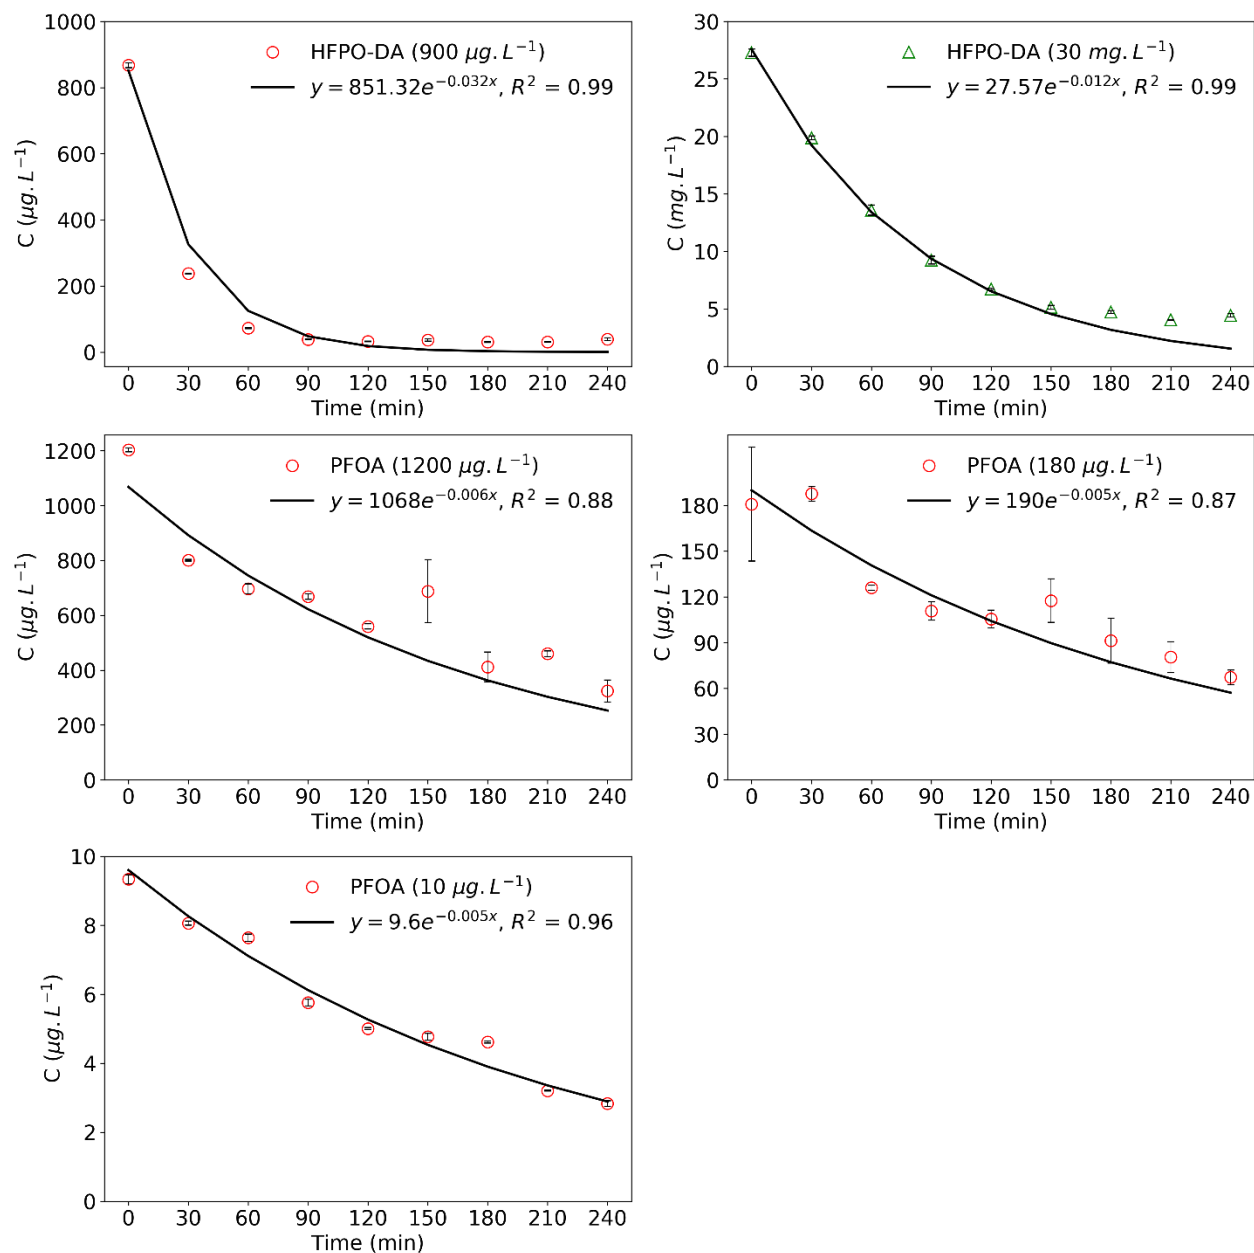 HFPO-DA (900 μg.L⁻¹)
y = 851.32e⁻⁰·⁰³²ˣ, R² = 0.99
C (μg.L⁻¹)
1000
800
600
400
200
0
0 30 60 90 120 150 180 210 240
Time (min)
HFPO-DA (30 mg.L⁻¹)
y = 27.57e⁻⁰·⁰¹²ˣ, R² = 0.99
C (mg.L⁻¹)
30
25
20
15
10
5
0
0 30 60 90 120 150 180 210 240
Time (min)
PFOA (1200 μg.L⁻¹)
y = 1068e⁻⁰·⁰⁰⁶ˣ, R² = 0.88
C (μg.L⁻¹)
1200
1000
800
600
400
200
0
0 30 60 90 120 150 180 210 240
Time (min)
PFOA (180 μg.L⁻¹)
y = 190e⁻⁰·⁰⁰⁵ˣ, R² = 0.87
C (μg.L⁻¹)
180
150
120
90
60
30
0
0 30 60 90 120 150 180 210 240
Time (min)
PFOA (10 μg.L⁻¹)
y = 9.6e⁻⁰·⁰⁰⁵ˣ, R² = 0.96
C (μg.L⁻¹)
10
8
6
4
2
0
0 30 60 90 120 150 180 210 240
Time (min)